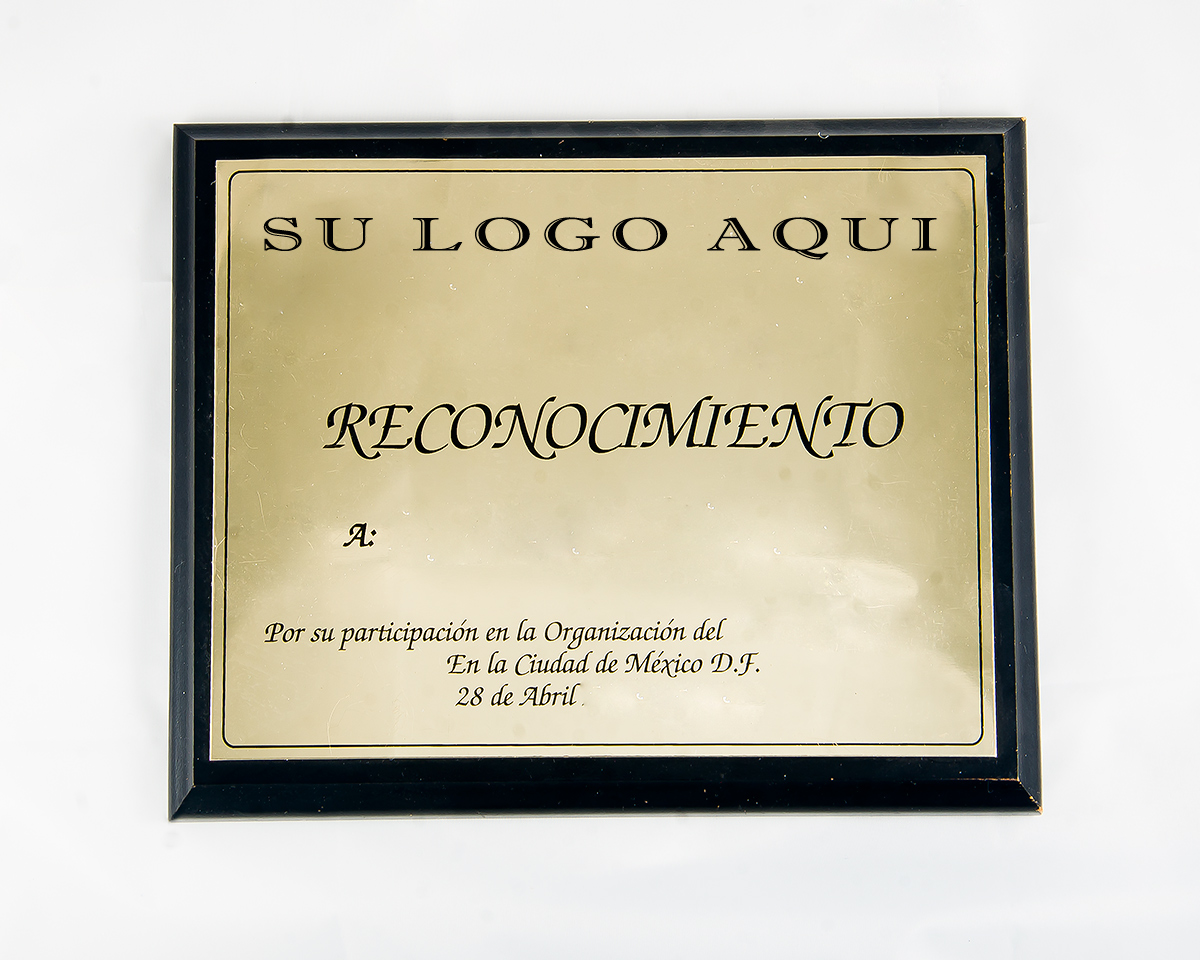 SU LOGO AQUI
RECONOCIMIENTO
A:
Por su participación en la Organización del
En la Ciudad de México D.F.
28 de Abril